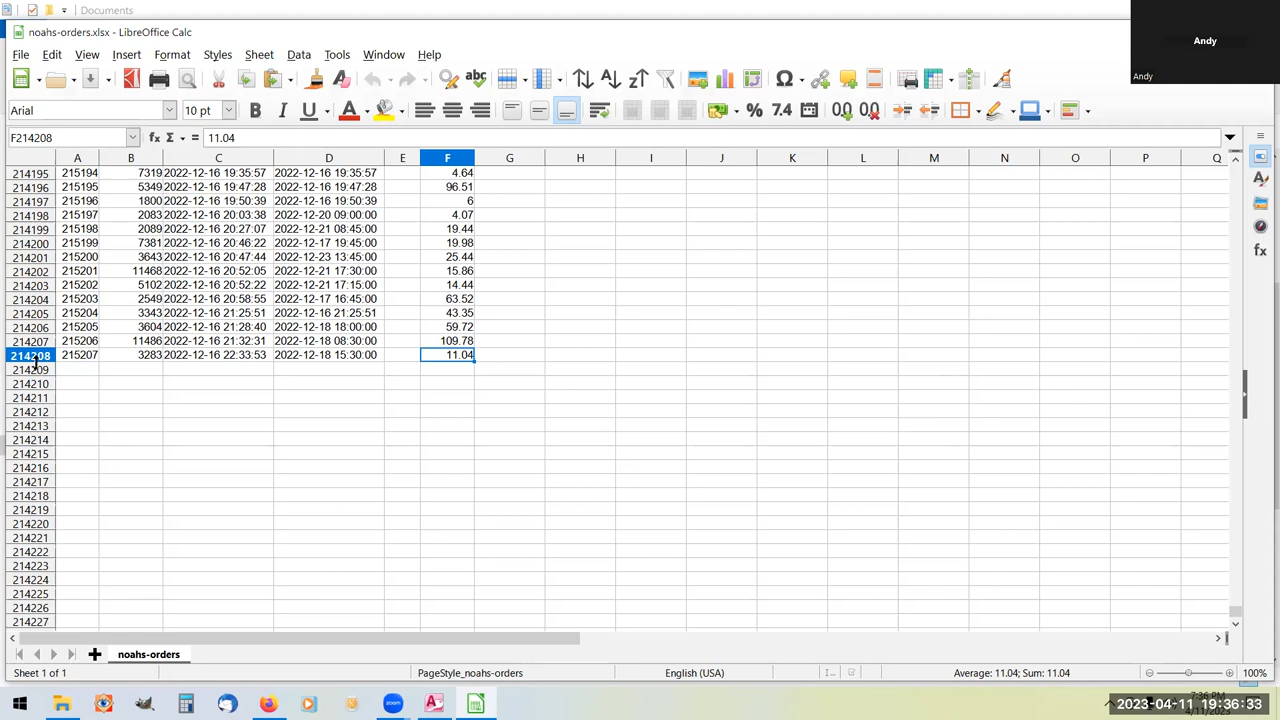 Documents
noahs-orders.xlsx - LibreOffice Calc
File Edit View Insert Format Styles Sheet Data Tools Window Help
Andy
Andy
Arial 10 pt
F214208 11.04
A B C D E F G H I J K L M N O P Q
214195 215194 7319 2022-12-16 19:35:57 2022-12-16 19:35:57 4.64
214196 215195 5349 2022-12-16 19:47:28 2022-12-16 19:47:28 96.51
214197 215196 1800 2022-12-16 19:50:39 2022-12-16 19:50:39 6
214198 215197 2083 2022-12-16 20:03:38 2022-12-20 09:00:00 4.07
214199 215198 2089 2022-12-16 20:27:07 2022-12-21 08:45:00 19.44
214200 215199 7381 2022-12-16 20:46:22 2022-12-17 19:45:00 19.98
214201 215200 3643 2022-12-16 20:47:44 2022-12-23 13:45:00 25.44
214202 215201 11468 2022-12-16 20:52:05 2022-12-21 17:30:00 15.86
214203 215202 5102 2022-12-16 20:52:22 2022-12-21 17:15:00 14.44
214204 215203 2549 2022-12-16 20:58:55 2022-12-17 16:45:00 63.52
214205 215204 3343 2022-12-16 21:25:51 2022-12-16 21:25:51 43.35
214206 215205 3604 2022-12-16 21:28:40 2022-12-18 18:00:00 59.72
214207 215206 11486 2022-12-16 21:32:31 2022-12-18 08:30:00 109.78
214208 215207 3283 2022-12-16 22:33:53 2022-12-18 15:30:00 11.04
214209
214210
214211
214212
214213
214214
214215
214216
214217
214218
214219
214220
214221
214222
214223
214224
214225
214226
214227
noahs-orders
Sheet 1 of 1 PageStyle_noahs-orders English (USA) Average: 11.04; Sum: 11.04 100%
zoom
7:36 PM
2023-04-11 19:36:33
4/11/2023